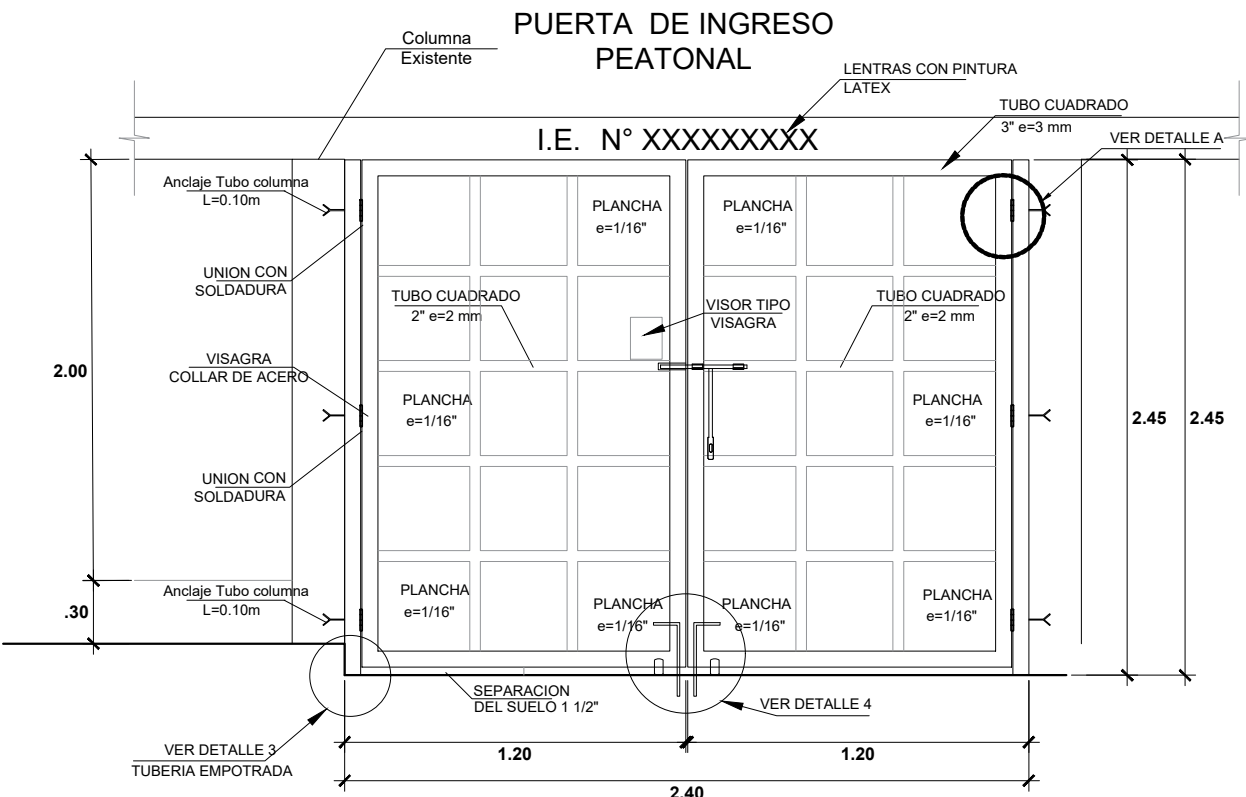 PUERTA DE INGRESO
PEATONAL
Columna
Existente
LENTRAS CON PINTURA
LATEX
TUBO CUADRADO
3" e=3 mm
VER DETALLE A
I.E. N° XXXXXXXXX
Anclaje Tubo columna
L=0.10m
PLANCHA
e=1/16"
PLANCHA
e=1/16"
UNION CON
SOLDADURA
TUBO CUADRADO
2" e=2 mm
VISOR TIPO
VISAGRA
TUBO CUADRADO
2" e=2 mm
2.00
VISAGRA
COLLAR DE ACERO
PLANCHA
e=1/16"
PLANCHA
e=1/16"
2.45
2.45
UNION CON
SOLDADURA
Anclaje Tubo columna
L=0.10m
.30
PLANCHA
e=1/16"
PLANCHA
e=1/16"
PLANCHA
e=1/16"
PLANCHA
e=1/16"
SEPARACION
DEL SUELO 1 1/2"
VER DETALLE 4
VER DETALLE 3
TUBERIA EMPOTRADA
1.20
1.20
2.40